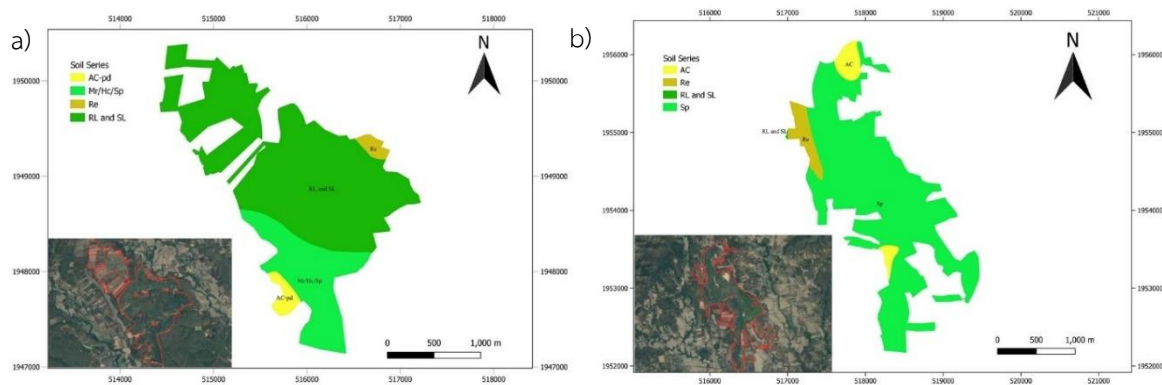 a)
514000 515000 516000 517000 518000
N
Soil Series
AC-pd
Mr/Hc/Sp
Re
RL and SL
1950000
1949000
1948000
1947000
Re
RL and SL
Mr/Hc/Sp
AC-pd
0 500 1,000 m
514000 515000 516000 517000 518000
b)
516000 517000 518000 519000 520000 521000
N
Soil Series
AC
Re
RL and SL
Sp
1956000 1956000
1955000 1955000
1954000 1954000
1953000 1953000
1952000 1952000
AC
RL and SL
Re
Sp
0 500 1,000 m
516000 517000 518000 519000 520000 521000